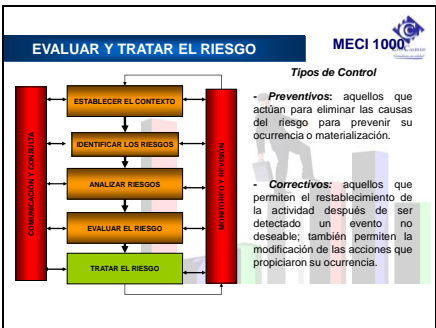 EVALUAR Y TRATAR EL RIESGO
MECI 1000
ESTABLECER EL CONTEXTO
IDENTIFICAR LOS RIESGOS
ANALIZAR RIESGOS
EVALUAR EL RIESGO
TRATAR EL RIESGO
COMUNICACIÓN Y CONSULTA
MONITOREO Y REVISIÓN
Tipos de Control
- Preventivos: aquellos que
actúan para eliminar las causas
del riesgo para prevenir su
ocurrencia o materialización.
- Correctivos: aquellos que
permiten el restablecimiento de
la actividad después de ser
detectado un evento no
deseable; también permiten la
modificación de las acciones que
propiciaron su ocurrencia.